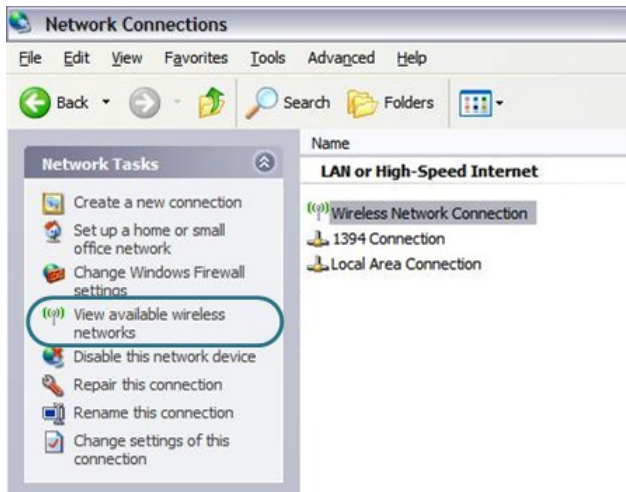 Network Connections
File Edit View Favorites Tools Advanced Help
Back Search Folders
Name
Network Tasks
LAN or High-Speed Internet
Create a new connection
Set up a home or small
office network
Change Windows Firewall
settings
View available wireless
networks
Disable this network device
Repair this connection
Rename this connection
Change settings of this
connection
Wireless Network Connection
1394 Connection
Local Area Connection